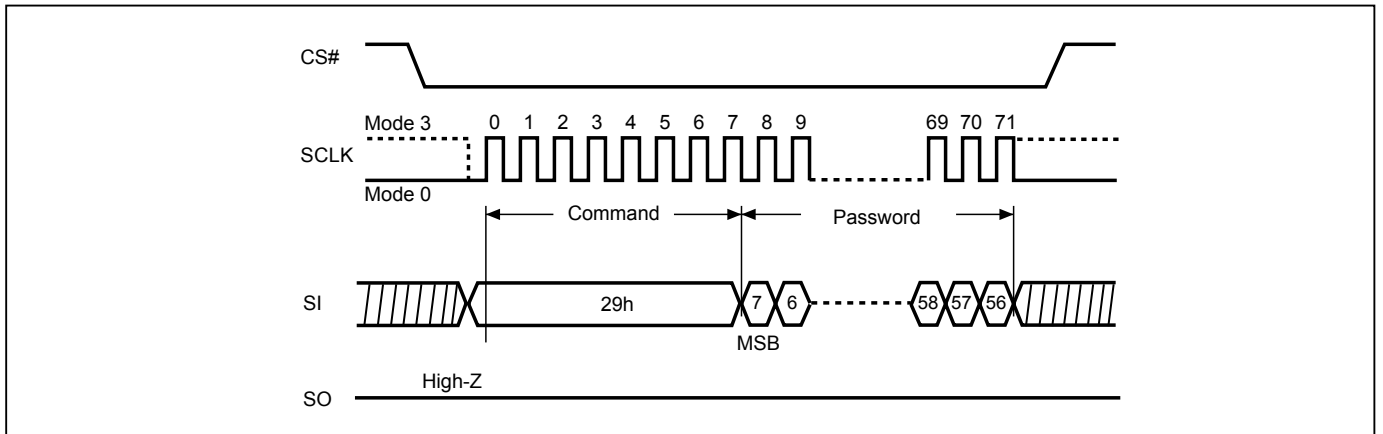 CS#
Mode 3 0 1 2 3 4 5 6 7 8 9 69 70 71
SCLK
Mode 0
Command Password
SI 29h 7 6 58 57 56
MSB
High-Z
SO